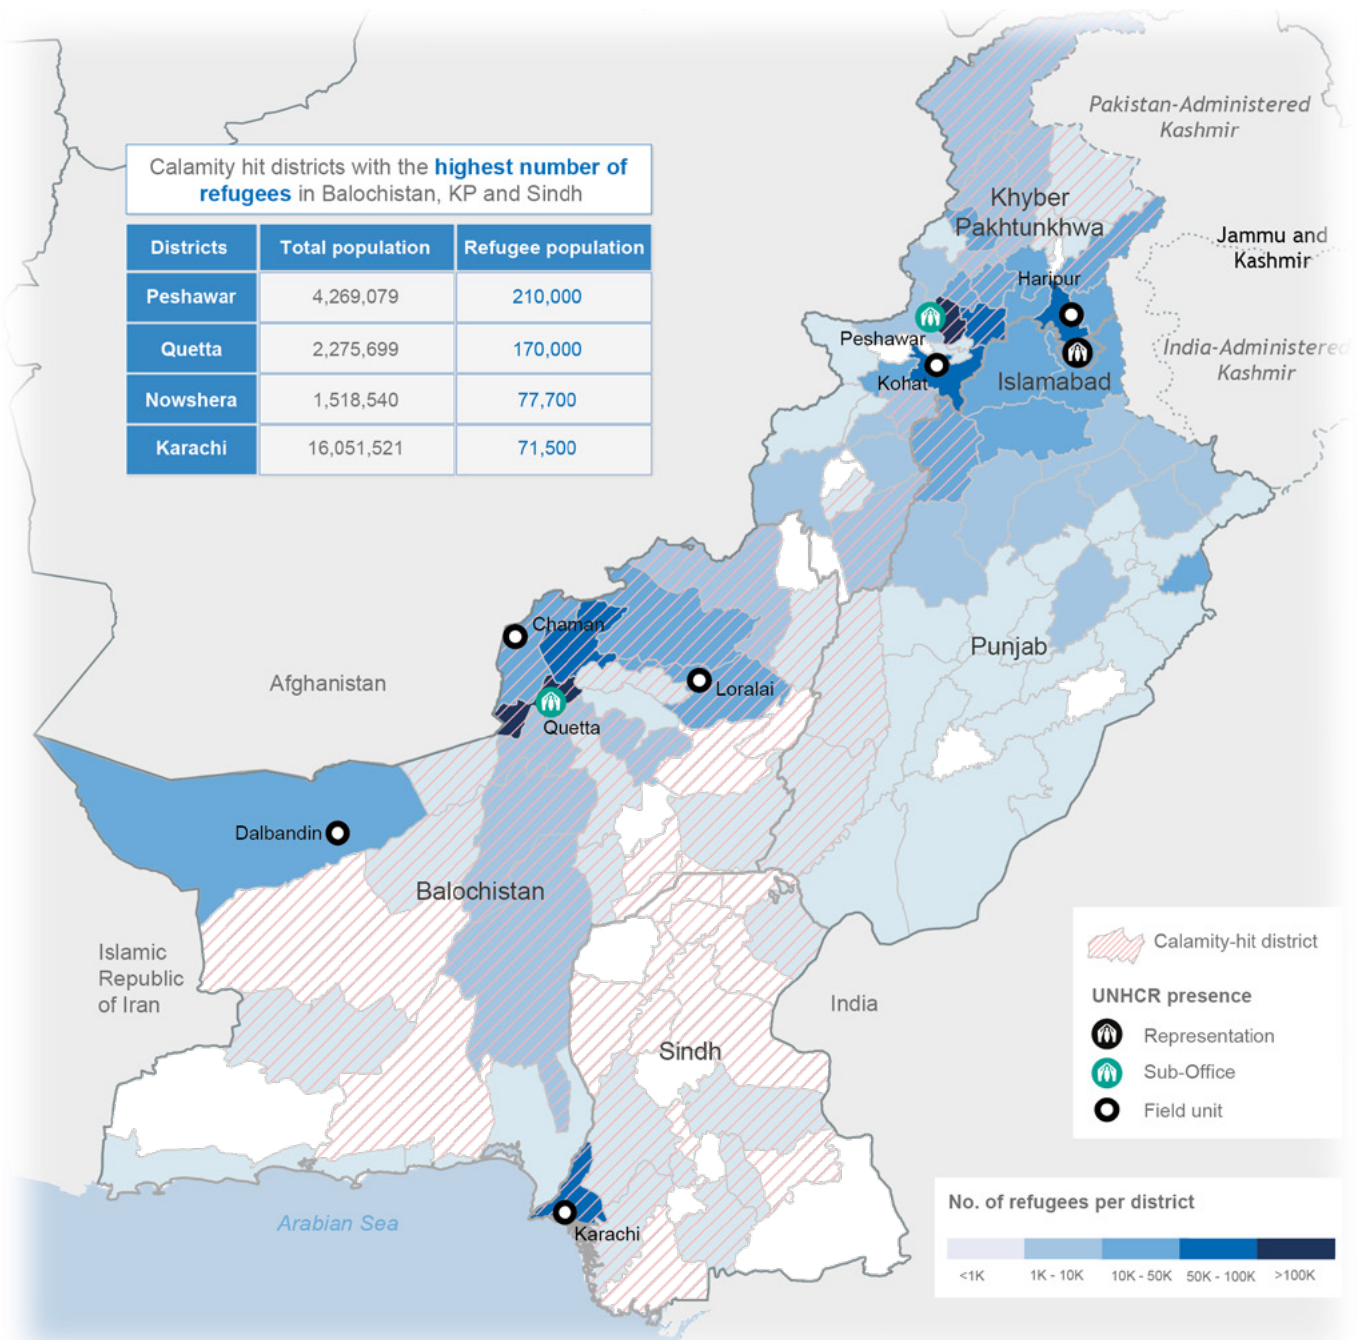 Pakistan-Administered
Kashmir
Calamity hit districts with the highest number of
refugees in Balochistan, KP and Sindh
Districts Total population Refugee population
Peshawar 4,269,079 210,000
Quetta 2,275,699 170,000
Nowshera 1,518,540 77,700
Karachi 16,051,521 71,500
Khyber
Pakhtunkhwa
Jammu and
Kashmir
Haripur
Peshawar
India-Administered
Kashmir
Kohat
Islamabad
Chaman
Punjab
Afghanistan
Loralai
Quetta
Dalbandin
Balochistan
Islamic
Republic
of Iran
India
Sindh
Calamity-hit district
UNHCR presence
Representation
Sub-Office
Field unit
Arabian Sea
Karachi
No. of refugees per district
<1K 1K - 10K 10K - 50K 50K - 100K >100K